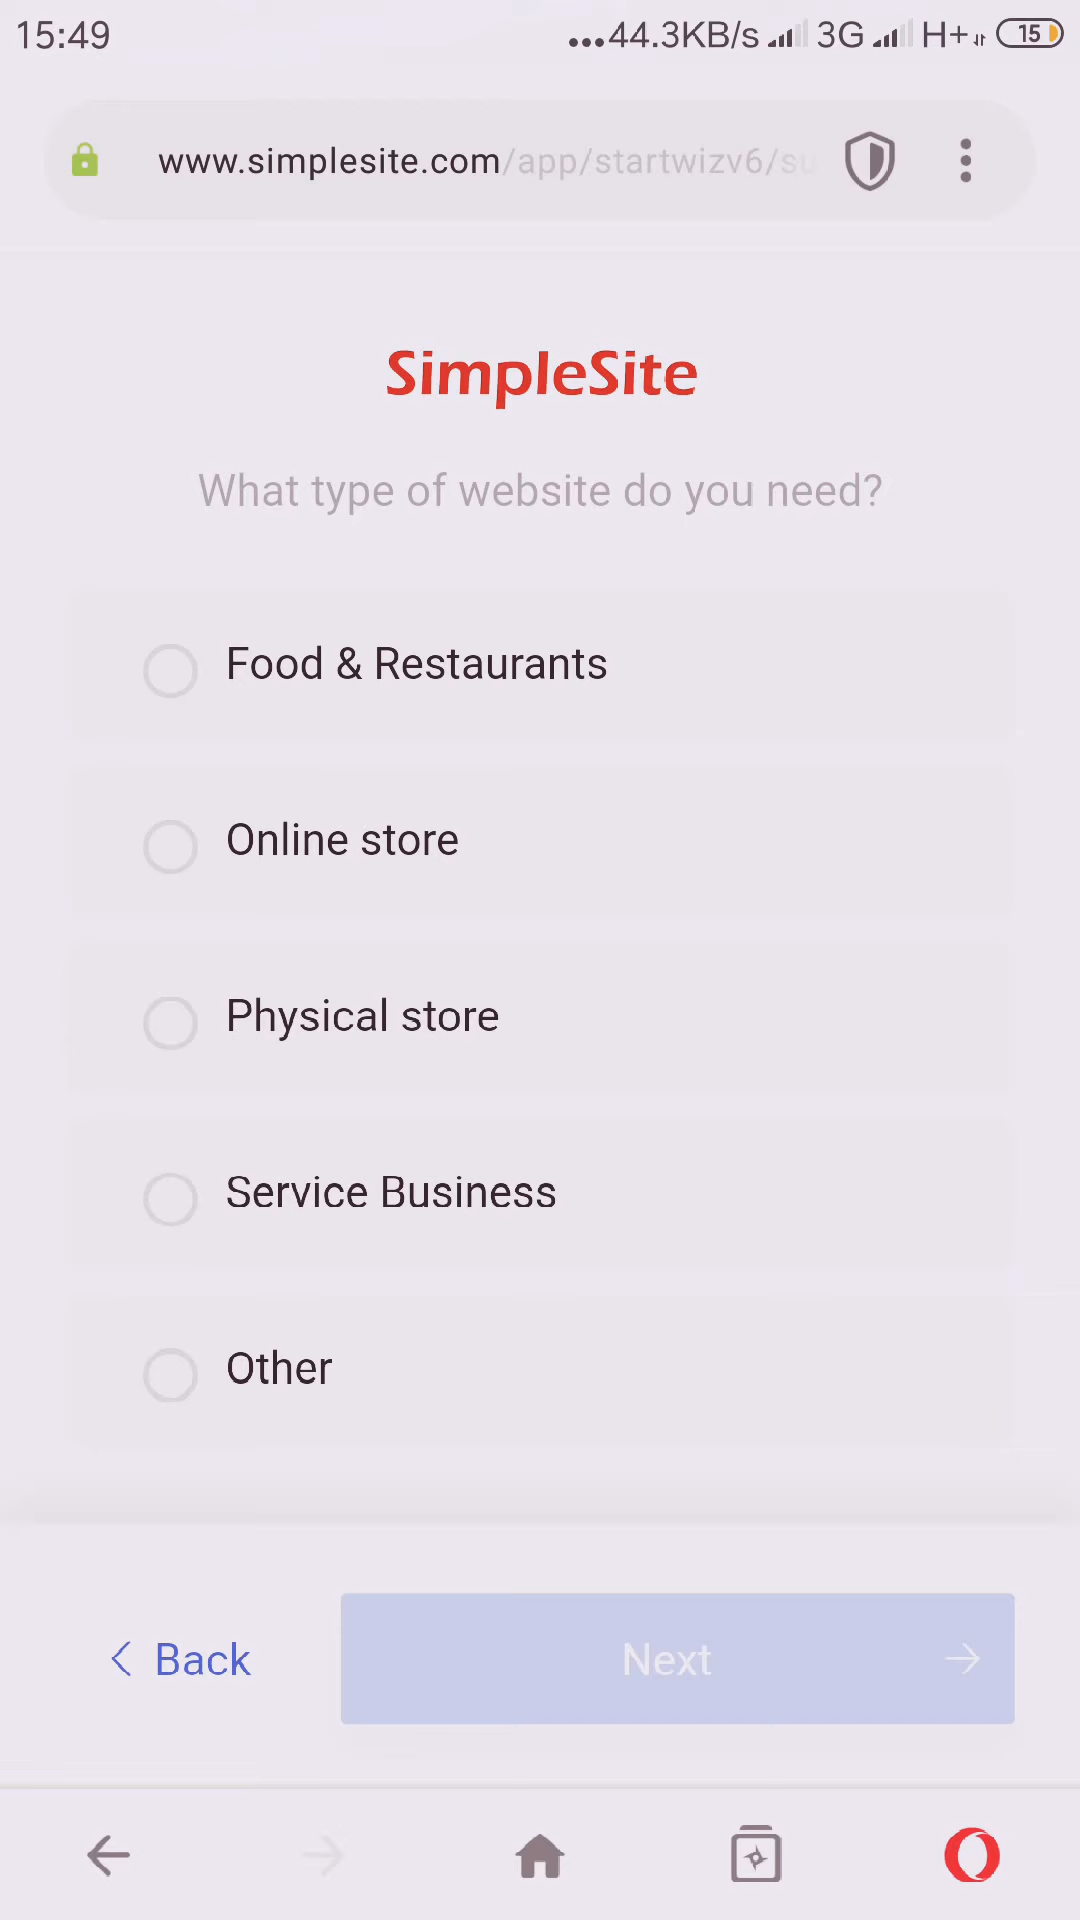 15:49
...44.3KB/s 3G H+ 15
www.simplesite.com/app/startwizv6/su
SimpleSite
What type of website do you need?
Food & Restaurants
Online store
Physical store
Service Business
Other
Back
Next